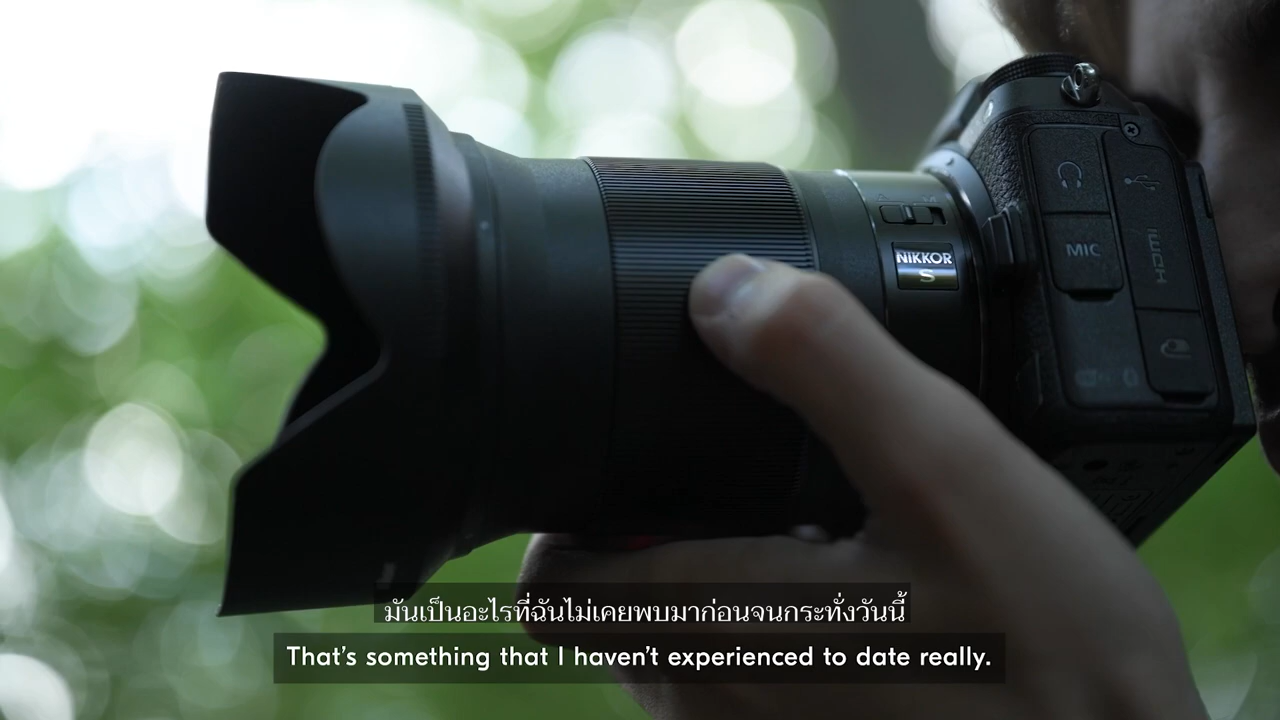 NIKKOR
S
MIC
HDMI
มันเป็นอะไรที่ฉันไม่เคยพบมาก่อนจนกระทั่งวันนี้
That's something that I haven't experienced to date really.